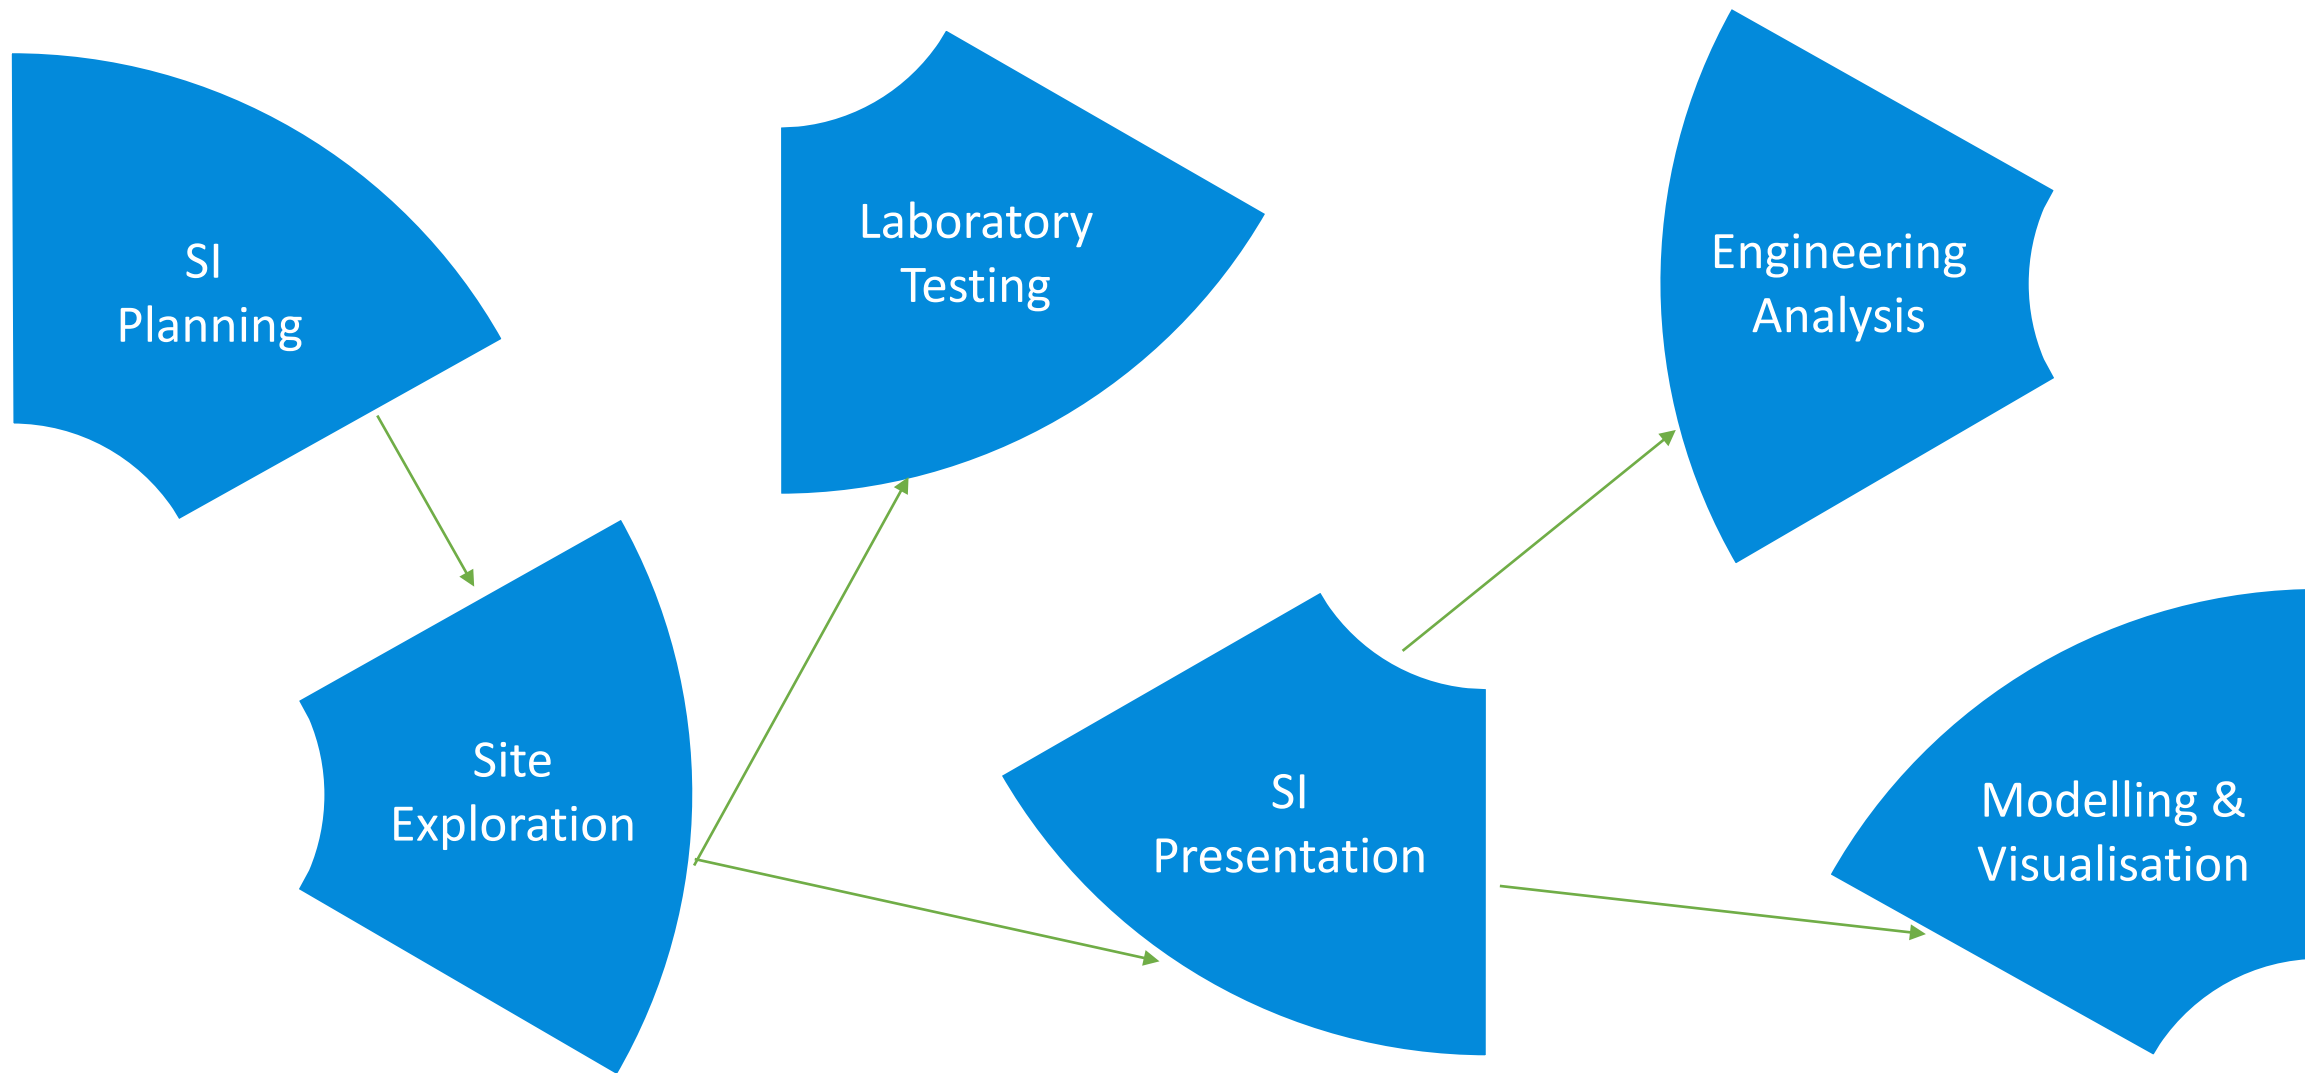 SI
Planning
Laboratory
Testing
Engineering
Analysis
Site
Exploration
SI
Presentation
Modelling &
Visualisation